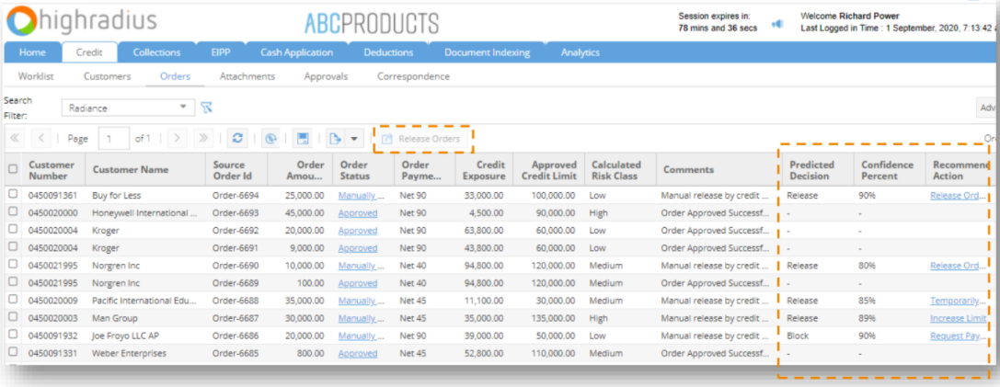 highradius
ABCPRODUCTS
Session expires in:
78 mins and 36 secs
Welcome Richard Power
Last Logged in Time : 1 September, 2020, 7:13:42
Home Credit Collections EIPP Cash Application Deductions Document Indexing Analytics
Worklist Customers Orders Attachments Approvals Correspondence
Search
Filter:
Radiance
Adv
Page 1 of 1 Release Orders Or
Customer Number Customer Name Source Order Id Order Amou... Order Status Order Payme... Credit Exposure Approved Credit Limit Calculated Risk Class Comments Predicted Decision Confidence Percent Recommend Action
0450091361 Buy for Less Order-6694 25,000.00 Manually ... Net 90 33,000.00 100,000.00 Low Manual release by credit ... Release 90% Release Ord...
0450020000 Honeywell International ... Order-6693 45,000.00 Approved Net 90 4,500.00 90,000.00 High Order Approved Successf... - -
0450020004 Kroger Order-6692 20,000.00 Approved Net 90 63,800.00 60,000.00 Low Order Approved Successf... - -
0450020004 Kroger Order-6691 9,000.00 Approved Net 90 43,800.00 60,000.00 Low Order Approved Successf... - -
0450021995 Norgren Inc Order-6690 10,000.00 Manually ... Net 40 94,800.00 120,000.00 Medium Manual release by credit ... Release 80% Release Ord...
0450021995 Norgren Inc Order-6689 100.00 Approved Net 40 94,800.00 120,000.00 Medium Order Approved Successf... - -
0450020009 Pacific International Edu... Order-6688 35,000.00 Manually ... Net 45 11,100.00 30,000.00 Medium Manual release by credit ... Release 85% Temporarily...
0450020003 Man Group Order-6687 30,000.00 Manually ... Net 45 35,000.00 135,000.00 High Manual release by credit ... Release 89% Increase Limit
0450091932 Joe Froyo LLC AP Order-6686 20,000.00 Manually ... Net 90 39,000.00 50,000.00 Low Manual release by credit ... Block 90% Request Pay...
0450091331 Weber Enterprises Order-6685 800.00 Approved Net 45 52,800.00 110,000.00 Medium Order Approved Successf... - -